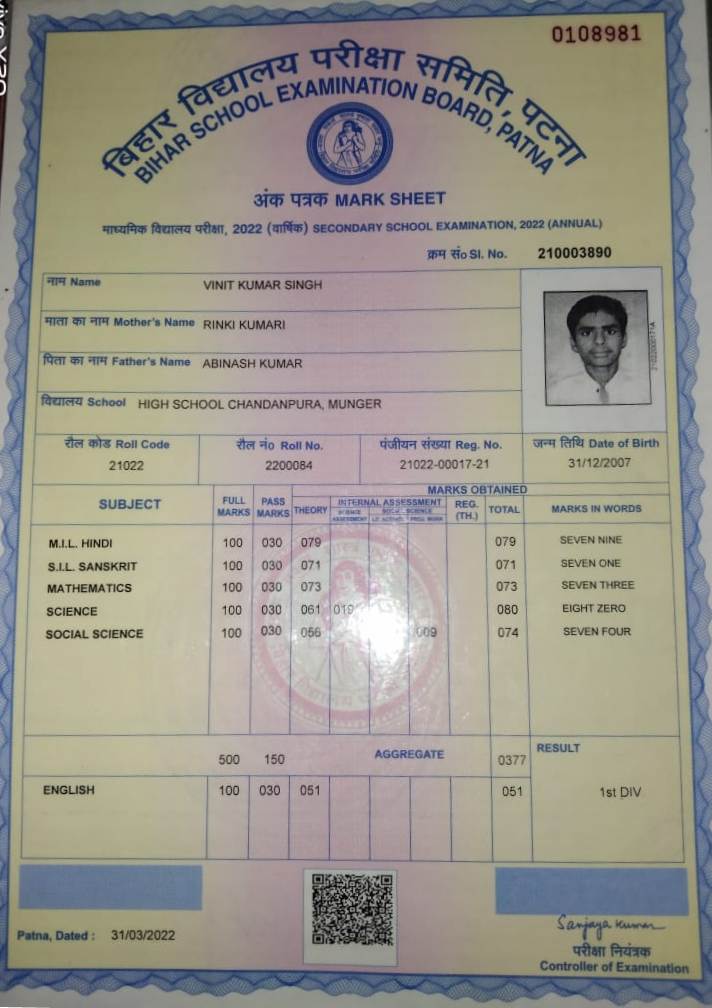 0108981
बिहार विद्यालय परीक्षा समिति, पटना
BIHAR SCHOOL EXAMINATION BOARD, PATNA
अंक पत्रक MARK SHEET
माध्यमिक विद्यालय परीक्षा, 2022 (वार्षिक) SECONDARY SCHOOL EXAMINATION, 2022 (ANNUAL)
क्रम सं० Sl. No. 210003890
नाम Name VINIT KUMAR SINGH
माता का नाम Mother's Name RINKI KUMARI
पिता का नाम Father's Name ABINASH KUMAR
विद्यालय School HIGH SCHOOL CHANDANPURA, MUNGER
रौल कोड Roll Code रौल नं० Roll No. पंजीयन संख्या Reg. No. जन्म तिथि Date of Birth
21022 2200084 21022-00017-21 31/12/2007
MARKS OBTAINED
SUBJECT FULL MARKS PASS MARKS THEORY INTERNAL ASSESSMENT REG. (TH.) TOTAL MARKS IN WORDS
SCIENCE ASSESSMENT SOCIAL SCIENCE PROJ. WORK
M.I.L. HINDI 100 030 079 079 SEVEN NINE
S.I.L. SANSKRIT 100 030 071 071 SEVEN ONE
MATHEMATICS 100 030 073 073 SEVEN THREE
SCIENCE 100 030 061 019 080 EIGHT ZERO
SOCIAL SCIENCE 100 030 056 009 074 SEVEN FOUR
500 150 AGGREGATE 0377 RESULT
ENGLISH 100 030 051 051 1st DIV
Sanjaya Kumar
Patna, Dated : 31/03/2022
परीक्षा नियंत्रक
Controller of Examination